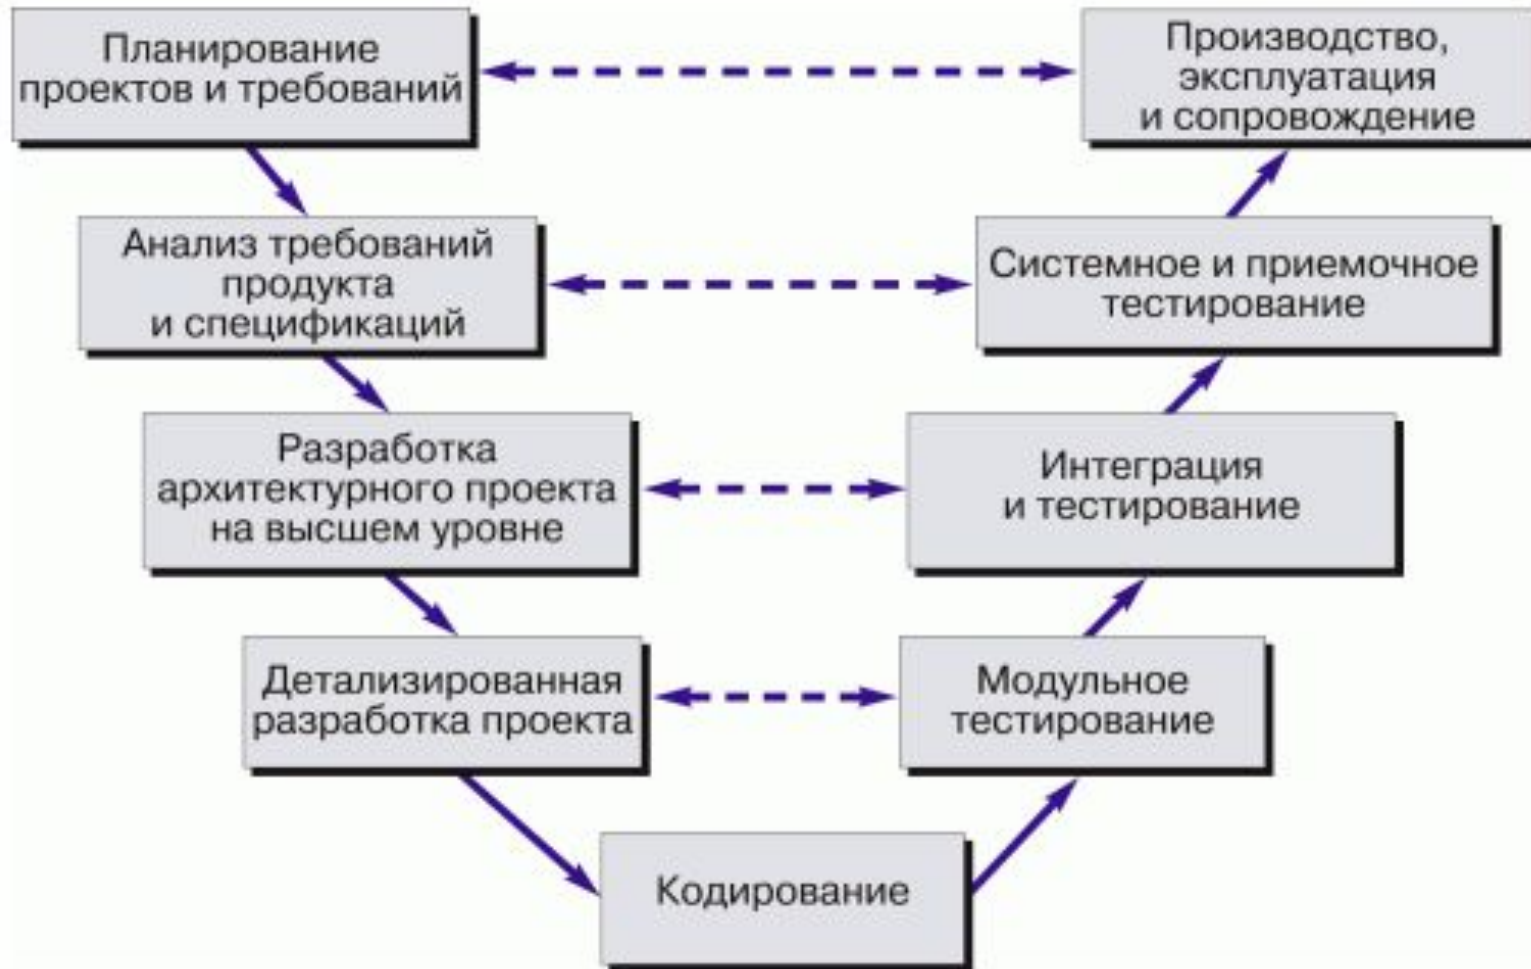 Планирование
проектов и требований
Производство,
эксплуатация
и сопровождение
Анализ требований
продукта
и спецификаций
Системное и приемочное
тестирование
Разработка
архитектурного проекта
на высшем уровне
Интеграция
и тестирование
Детализированная
разработка проекта
Модульное
тестирование
Кодирование